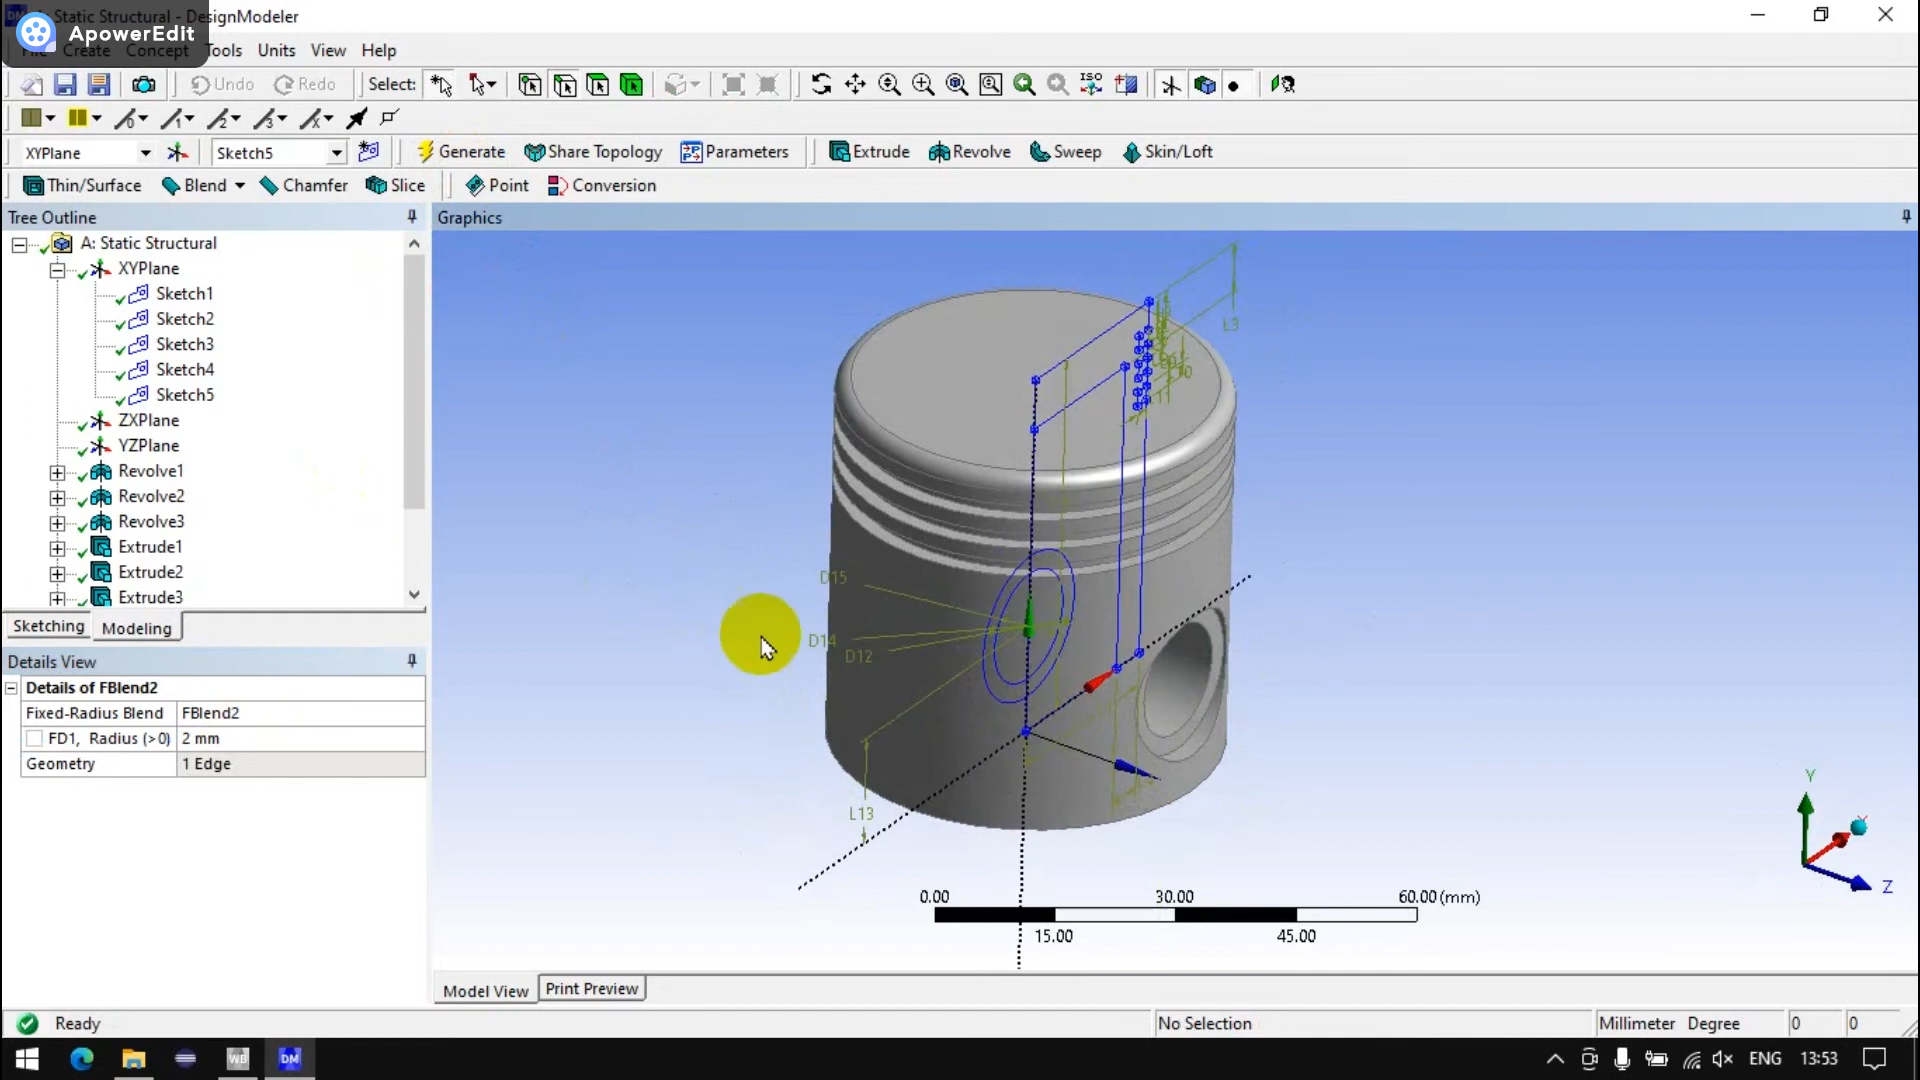 A: Static Structural - DesignModeler
ApowerEdit
File Create Concept Tools Units View Help
Undo Redo Select: ISO
XYPlane Sketch5 Generate Share Topology Parameters Extrude Revolve Sweep Skin/Loft
Thin/Surface Blend Chamfer Slice Point Conversion
Tree Outline
Graphics
A: Static Structural
XYPlane
Sketch1
Sketch2
Sketch3
Sketch4
Sketch5
ZXPlane
YZPlane
Revolve1
Revolve2
Revolve3
Extrude1
Extrude2
Extrude3
Sketching Modeling
Details View
Details of FBlend2
Fixed-Radius Blend FBlend2
FD1, Radius (>0) 2 mm
Geometry 1 Edge
L3
D15
D14
D12
L13
Y
X
Z
0.00 30.00 60.00 (mm)
15.00 45.00
Model View Print Preview
Ready
No Selection
Millimeter Degree 0 0
WB DM
ENG 13:53